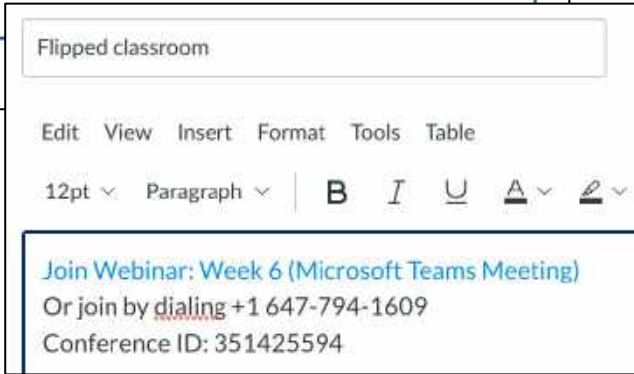 Flipped classroom
Edit View Insert Format Tools Table
12pt Paragraph B I U A
Join Webinar: Week 6 (Microsoft Teams Meeting)
Or join by dialing +1 647-794-1609
Conference ID: 351425594